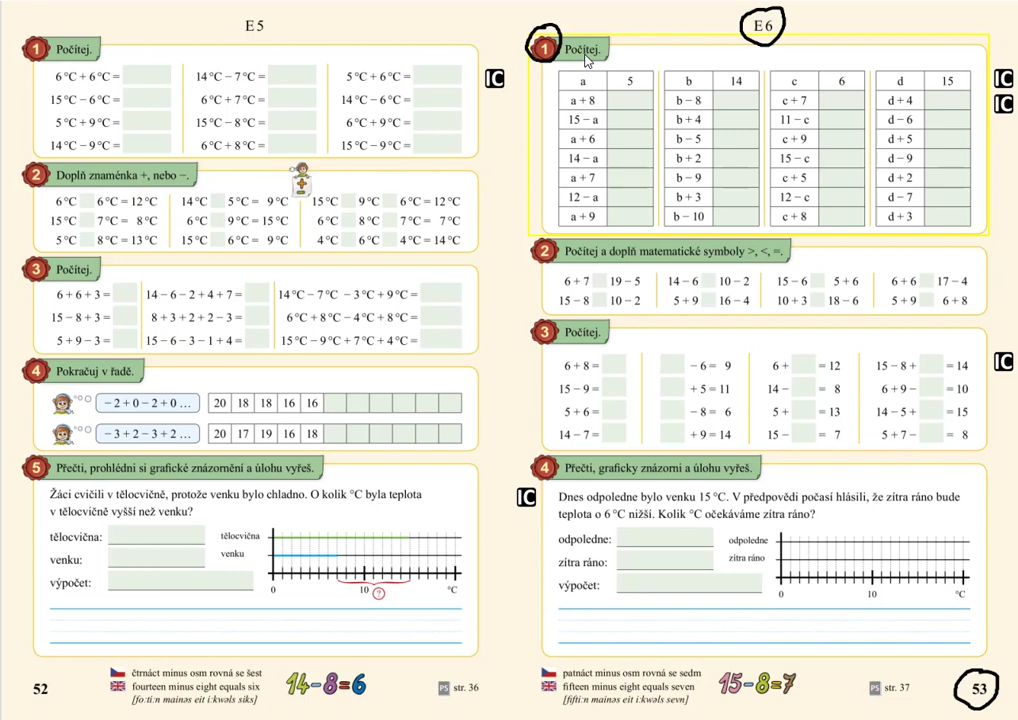 E 5
1 Počítej.
6 °C + 6 °C =
14 °C − 7 °C =
5 °C + 6 °C =
15 °C − 6 °C =
6 °C + 7 °C =
14 °C − 6 °C =
5 °C + 9 °C =
15 °C − 8 °C =
6 °C + 9 °C =
14 °C − 9 °C =
6 °C + 8 °C =
15 °C − 9 °C =
IC
2 Doplň znaménka +, nebo −.
6 °C 6 °C = 12 °C
14 °C 5 °C = 9 °C
15 °C 9 °C 6 °C = 12 °C
15 °C 7 °C = 8 °C
6 °C 9 °C = 15 °C
6 °C 8 °C 7 °C = 7 °C
5 °C 8 °C = 13 °C
15 °C 6 °C = 9 °C
4 °C 6 °C 4 °C = 14 °C
3 Počítej.
6 + 6 + 3 =
14 − 6 − 2 + 4 + 7 =
14 °C − 7 °C − 3 °C + 9 °C =
15 − 8 + 3 =
8 + 3 + 2 + 2 − 3 =
6 °C + 8 °C − 4 °C + 8 °C =
5 + 9 − 3 =
15 − 6 − 3 − 1 + 4 =
15 °C − 9 °C + 7 °C + 4 °C =
4 Pokračuj v řadě.
− 2 + 0 − 2 + 0 …
20 18 18 16 16
− 3 + 2 − 3 + 2 …
20 17 19 16 18
5 Přečti, prohlédni si grafické znázornění a úlohu vyřeš.
Žáci cvičili v tělocvičně, protože venku bylo chladno. O kolik °C byla teplota
v tělocvičně vyšší než venku?
tělocvična:
venku:
výpočet:
tělocvična
venku
0 10 ? °C
čtrnáct minus osm rovná se šest
fourteen minus eight equals six
[fo:ti:n mainəs eit i:kwəls siks]
14−8=6
52
PS str. 36
E 6
1 Počítej.
a 5 b 14 c 6 d 15
a + 8 b − 8 c + 7 d + 4
15 − a b + 4 11 − c d − 6
a + 6 b − 5 c + 9 d + 5
14 − a b + 2 15 − c d − 9
a + 7 b − 9 c + 5 d + 2
12 − a b + 3 12 − c d − 7
a + 9 b − 10 c + 8 d + 3
IC
IC
2 Počítej a doplň matematické symboly >, <, =.
6 + 7 19 − 5
14 − 6 10 − 2
15 − 6 5 + 6
6 + 6 17 − 4
15 − 8 10 − 2
5 + 9 16 − 4
10 + 3 18 − 6
5 + 9 6 + 8
3 Počítej.
6 + 8 =
− 6 = 9
6 + = 12
15 − 8 + = 14
15 − 9 =
+ 5 = 11
14 − = 8
6 + 9 − = 10
5 + 6 =
− 8 = 6
5 + = 13
14 − 5 + = 15
14 − 7 =
+ 9 = 14
15 − = 7
5 + 7 − = 8
IC
4 Přečti, graficky znázorni a úlohu vyřeš.
IC
Dnes odpoledne bylo venku 15 °C. V předpovědi počasí hlásili, že zítra ráno bude
teplota o 6 °C nižší. Kolik °C očekáváme zítra ráno?
odpoledne:
zítra ráno:
výpočet:
odpoledne
zítra ráno
0 10 °C
patnáct minus osm rovná se sedm
fifteen minus eight equals seven
[fifti:n mainəs eit i:kwəls sevn]
15−8=7
PS str. 37
53